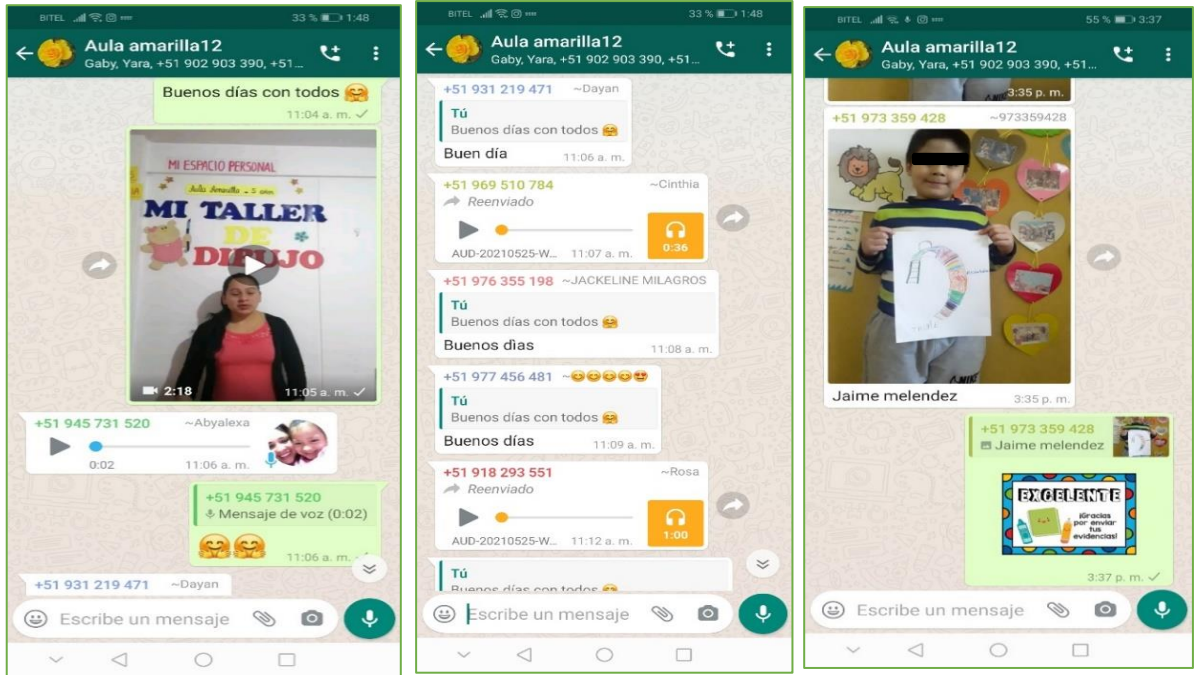 BITEL 33 % 1:48
Aula amarilla12
Gaby, Yara, +51 902 903 390, +51...
Buenos días con todos 🤗
11:04 a. m. ✓
MI ESPACIO PERSONAL
Aula Amarilla - 5 años
MI TALLER
DE
DIBUJO
2:18 11:05 a. m. ✓
+51 945 731 520 ~Abyalexa
0:02 11:06 a. m.
+51 945 731 520
Mensaje de voz (0:02)
🤗🤗
11:06 a. m.
+51 931 219 471 ~Dayan
Escribe un mensaje
BITEL 33 % 1:48
Aula amarilla12
Gaby, Yara, +51 902 903 390, +51...
+51 931 219 471 ~Dayan
Tú
Buenos días con todos 🤗
Buen día 11:06 a. m.
+51 969 510 784 ~Cinthia
Reenviado
0:36
AUD-20210525-W... 11:07 a. m.
+51 976 355 198 ~JACKELINE MILAGROS
Tú
Buenos días con todos 🤗
Buenos dìas 11:08 a. m.
+51 977 456 481 ~😊😊😊😊😍
Tú
Buenos días con todos 🤗
Buenos días 11:09 a. m.
+51 918 293 551 ~Rosa
Reenviado
1:00
AUD-20210525-W... 11:12 a. m.
Tú
Buenos días con todos 🤗
Escribe un mensaje
BITEL 55 % 3:37
Aula amarilla12
Gaby, Yara, +51 902 903 390, +51...
3:35 p. m.
+51 973 359 428 ~973359428
Jaime melendez 3:35 p. m.
+51 973 359 428
Jaime melendez
EXCELENTE
¡Gracias
por enviar
tus
evidencias!
3:37 p. m. ✓
Escribe un mensaje